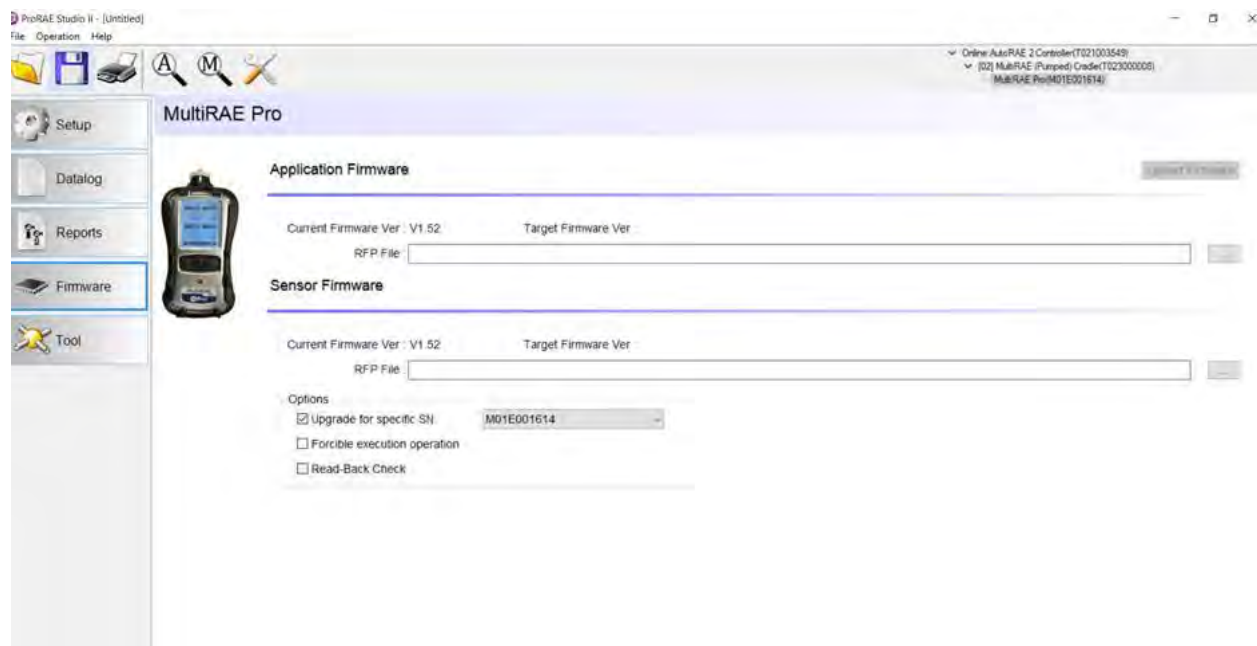 ProRAE Studio II - [Untitled]
File Operation Help
A M
Online AutoRAE 2 Controller(T021003549)
[02] MultiRAE (Pumped) Cradle(T023000008)
MultiRAE Pro(M01E001614)
Setup
Datalog
Reports
Firmware
Tool
MultiRAE Pro
Application Firmware
Current Firmware Ver : V1.52 Target Firmware Ver
RFP File
...
Sensor Firmware
Current Firmware Ver : V1.52 Target Firmware Ver
RFP File
...
Options
Upgrade for specific SN M01E001614
Forcible execution operation
Read-Back Check